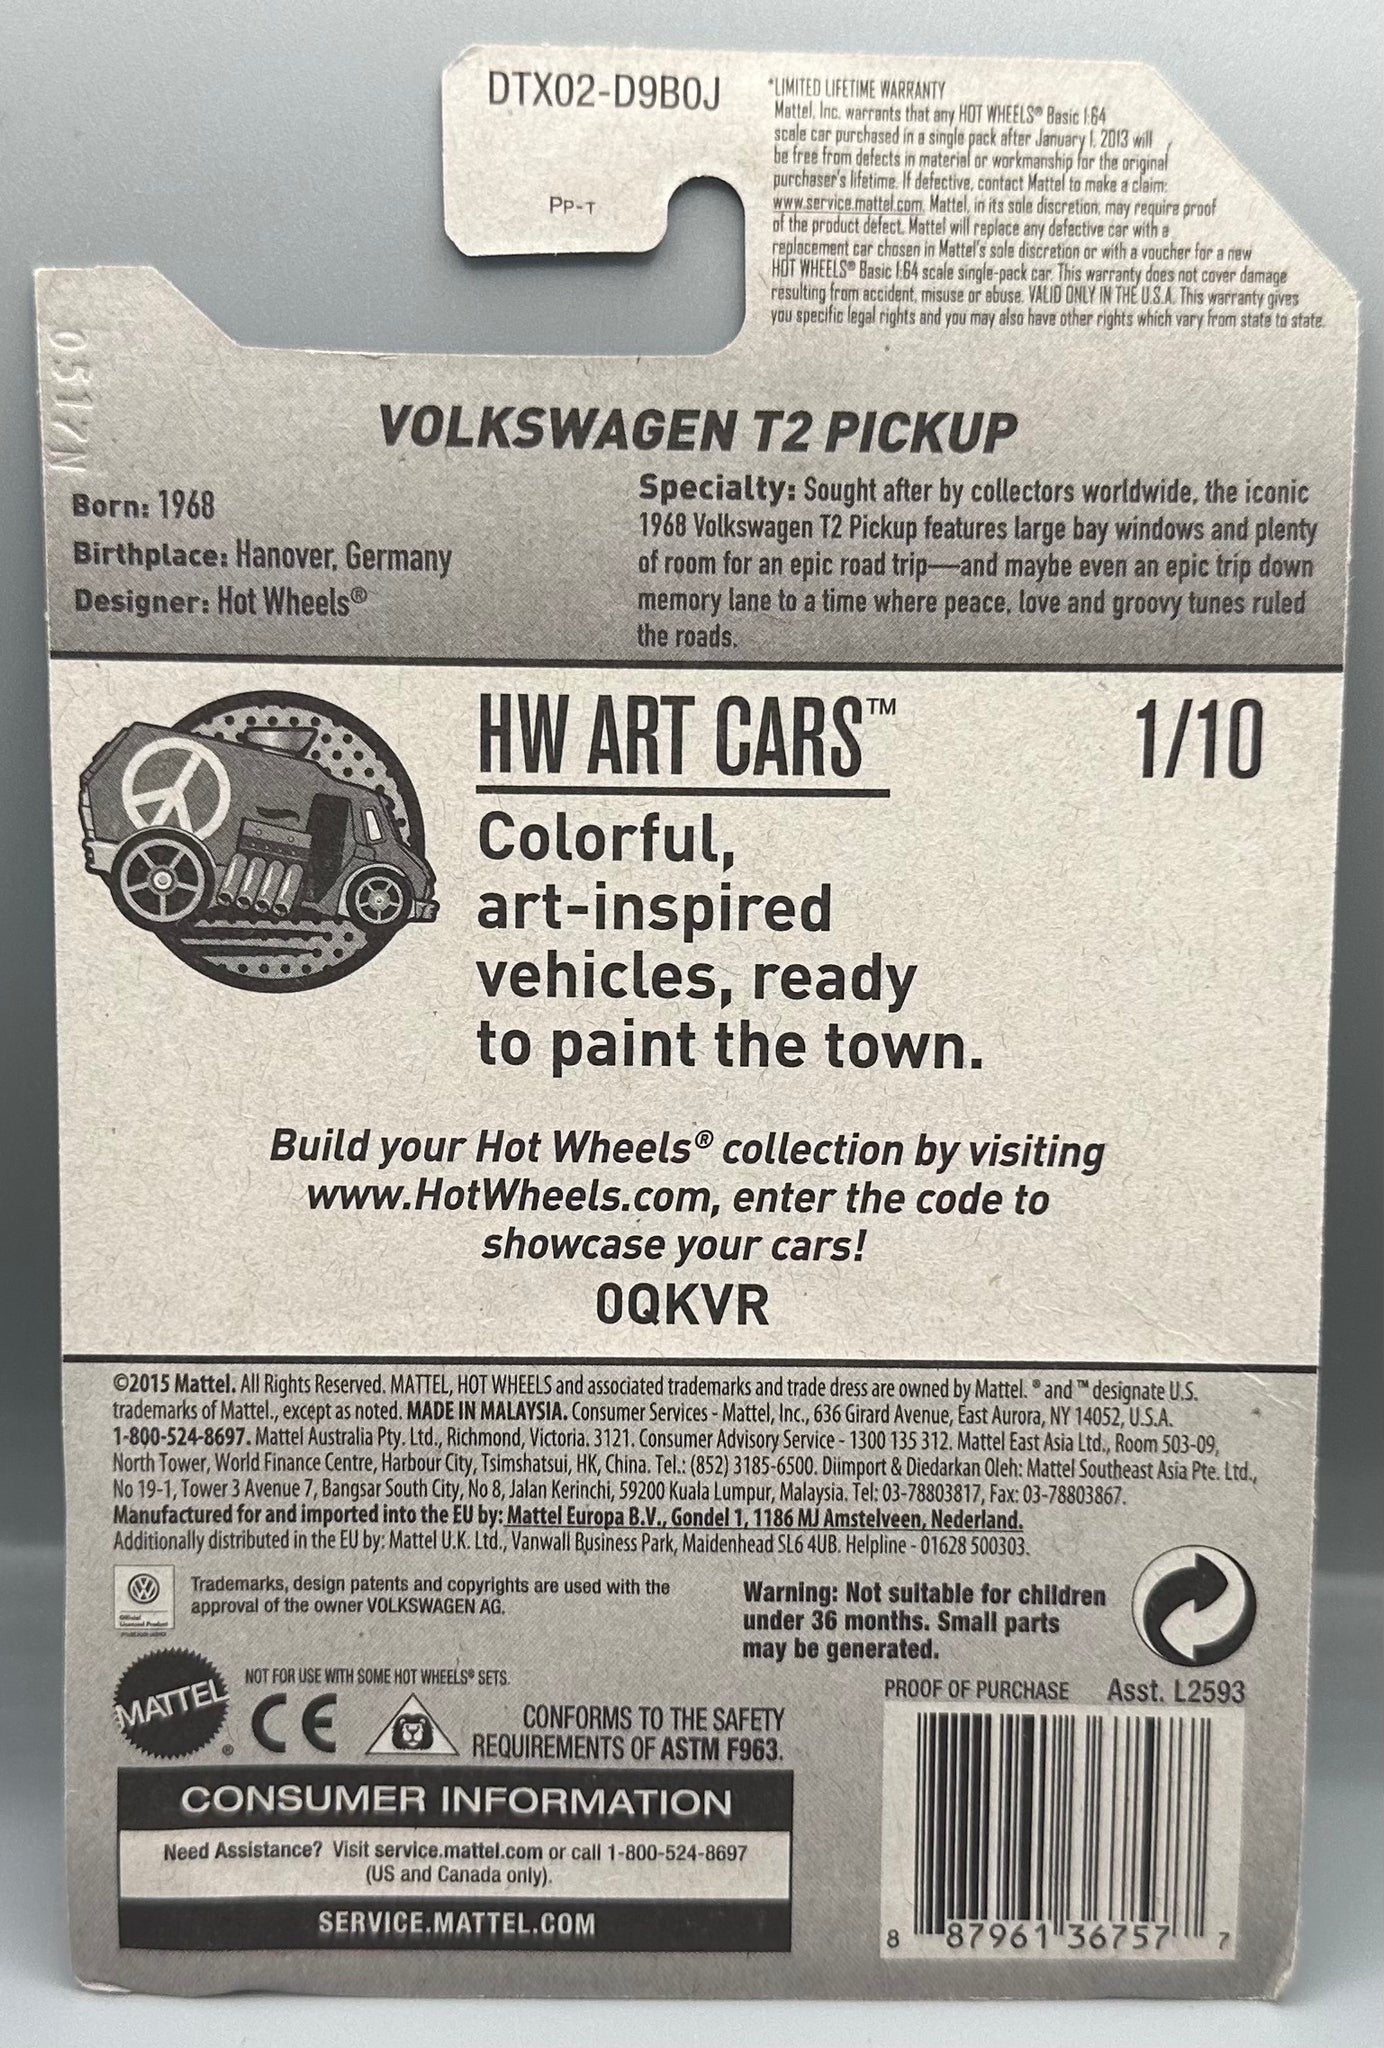 DTX02-D9B0J
Pp-T
*LIMITED LIFETIME WARRANTY
Mattel, Inc. warrants that any HOT WHEELS® Basic 1:64
scale car purchased in a single pack after January 1, 2013 will
be free from defects in material or workmanship for the original
purchaser's lifetime. If defective, contact Mattel to make a claim:
www.service.mattel.com. Mattel, in its sole discretion, may require proof
of the product defect. Mattel will replace any defective car with a
replacement car chosen in Mattel's sole discretion or with a voucher for a new
HOT WHEELS® Basic 1:64 scale single-pack car. This warranty does not cover damage
resulting from accident, misuse or abuse. VALID ONLY IN THE U.S.A. This warranty gives
you specific legal rights and you may also have other rights which vary from state to state.
0517N
VOLKSWAGEN T2 PICKUP
Born: 1968
Birthplace: Hanover, Germany
Designer: Hot Wheels®
Specialty: Sought after by collectors worldwide, the iconic
1968 Volkswagen T2 Pickup features large bay windows and plenty
of room for an epic road trip—and maybe even an epic trip down
memory lane to a time where peace, love and groovy tunes ruled
the roads.
HW ART CARS™
1/10
Colorful,
art-inspired
vehicles, ready
to paint the town.
Build your Hot Wheels® collection by visiting
www.HotWheels.com, enter the code to
showcase your cars!
0QKVR
©2015 Mattel. All Rights Reserved. MATTEL, HOT WHEELS and associated trademarks and trade dress are owned by Mattel. ® and ™ designate U.S.
trademarks of Mattel., except as noted. MADE IN MALAYSIA. Consumer Services - Mattel, Inc., 636 Girard Avenue, East Aurora, NY 14052, U.S.A.
1-800-524-8697. Mattel Australia Pty. Ltd., Richmond, Victoria. 3121. Consumer Advisory Service - 1300 135 312. Mattel East Asia Ltd., Room 503-09,
North Tower, World Finance Centre, Harbour City, Tsimshatsui, HK, China. Tel.: (852) 3185-6500. Diimport & Diedarkan Oleh: Mattel Southeast Asia Pte. Ltd.,
No 19-1, Tower 3 Avenue 7, Bangsar South City, No 8, Jalan Kerinchi, 59200 Kuala Lumpur, Malaysia. Tel: 03-78803817, Fax: 03-78803867.
Manufactured for and imported into the EU by: Mattel Europa B.V., Gondel 1, 1186 MJ Amstelveen, Nederland.
Additionally distributed in the EU by: Mattel U.K. Ltd., Vanwall Business Park, Maidenhead SL6 4UB. Helpline - 01628 500303.
Official
Licensed Product
Trademarks, design patents and copyrights are used with the
approval of the owner VOLKSWAGEN AG.
Warning: Not suitable for children
under 36 months. Small parts
may be generated.
MATTEL®
NOT FOR USE WITH SOME HOT WHEELS® SETS.
CE
CONFORMS TO THE SAFETY
REQUIREMENTS OF ASTM F963.
PROOF OF PURCHASE Asst. L2593
CONSUMER INFORMATION
Need Assistance? Visit service.mattel.com or call 1-800-524-8697
(US and Canada only).
SERVICE.MATTEL.COM
8 87961 36757 7